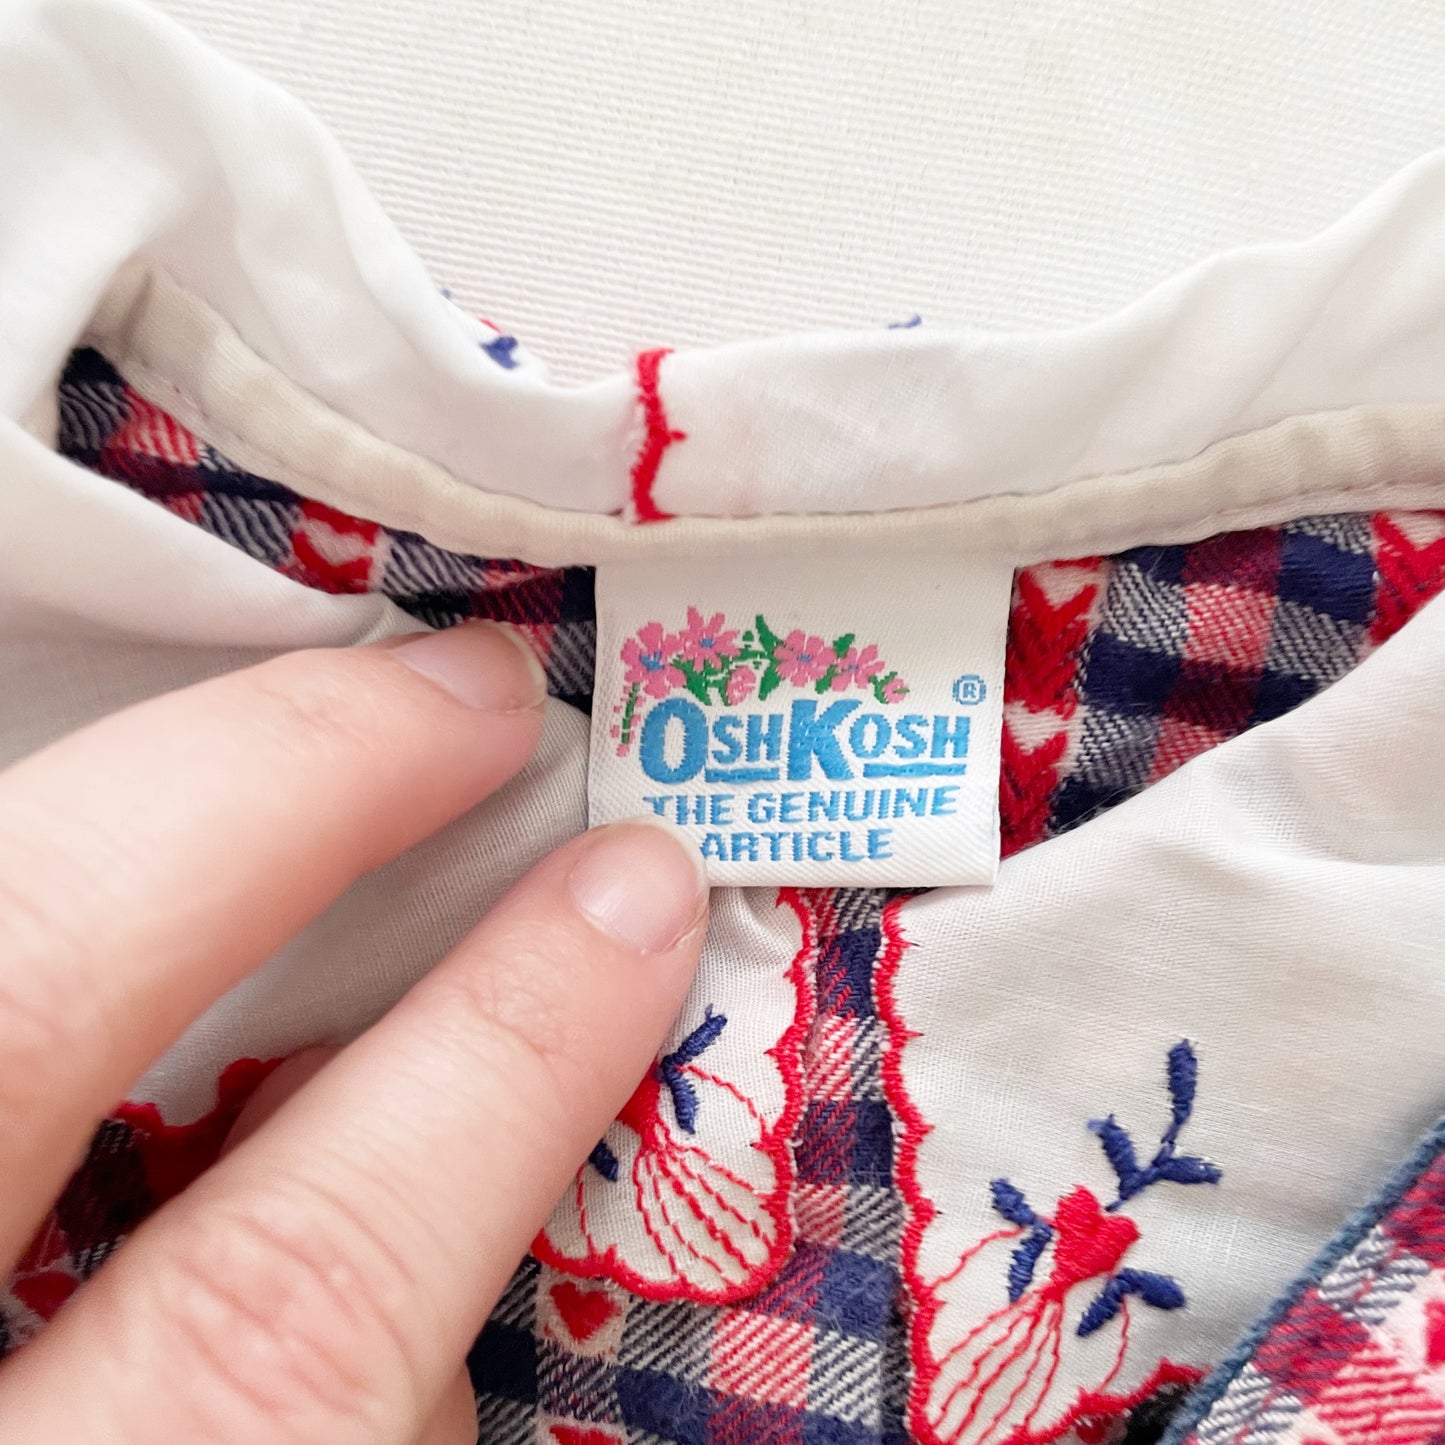 OSHKOSH ®
THE GENUINE
ARTICLE